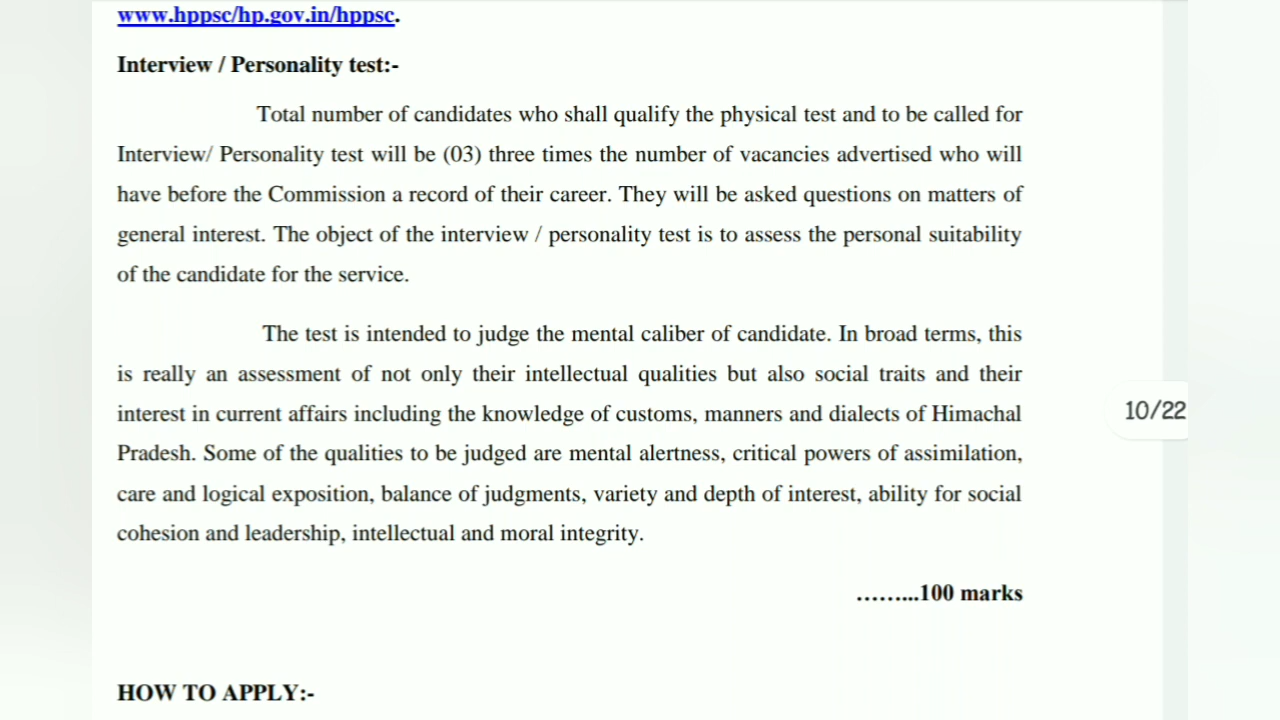 www.hppsc/hp.gov.in/hppsc.
Interview / Personality test:-
Total number of candidates who shall qualify the physical test and to be called for
Interview/ Personality test will be (03) three times the number of vacancies advertised who will
have before the Commission a record of their career. They will be asked questions on matters of
general interest. The object of the interview / personality test is to assess the personal suitability
of the candidate for the service.
The test is intended to judge the mental caliber of candidate. In broad terms, this
is really an assessment of not only their intellectual qualities but also social traits and their
interest in current affairs including the knowledge of customs, manners and dialects of Himachal
Pradesh. Some of the qualities to be judged are mental alertness, critical powers of assimilation,
care and logical exposition, balance of judgments, variety and depth of interest, ability for social
cohesion and leadership, intellectual and moral integrity.
……...100 marks
HOW TO APPLY:-
10/22